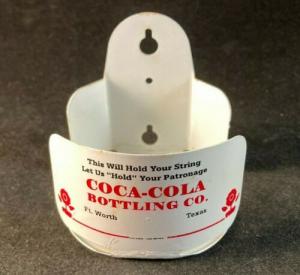 This Will Hold Your String
Let Us "Hold" Your Patronage
COCA-COLA
BOTTLING CO.
Ft. Worth Texas